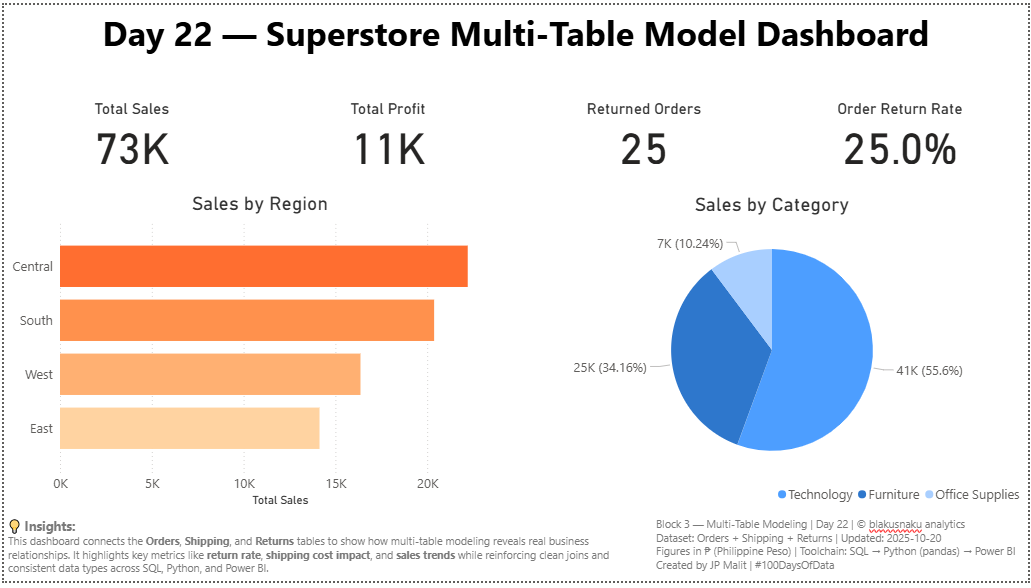 Day 22 — Superstore Multi-Table Model Dashboard
Total Sales
73K
Total Profit
11K
Returned Orders
25
Order Return Rate
25.0%
Sales by Region
Central
South
West
East
0K 5K 10K 15K 20K
Total Sales
Sales by Category
7K (10.24%)
25K (34.16%)
41K (55.6%)
Technology Furniture Office Supplies
Insights:
This dashboard connects the Orders, Shipping, and Returns tables to show how multi-table modeling reveals real business
relationships. It highlights key metrics like return rate, shipping cost impact, and sales trends while reinforcing clean joins and
consistent data types across SQL, Python, and Power BI.
Block 3 — Multi-Table Modeling | Day 22 | © blakusnaku analytics
Dataset: Orders + Shipping + Returns | Updated: 2025-10-20
Figures in ₱ (Philippine Peso) | Toolchain: SQL → Python (pandas) → Power BI
Created by JP Malit | #100DaysOfData